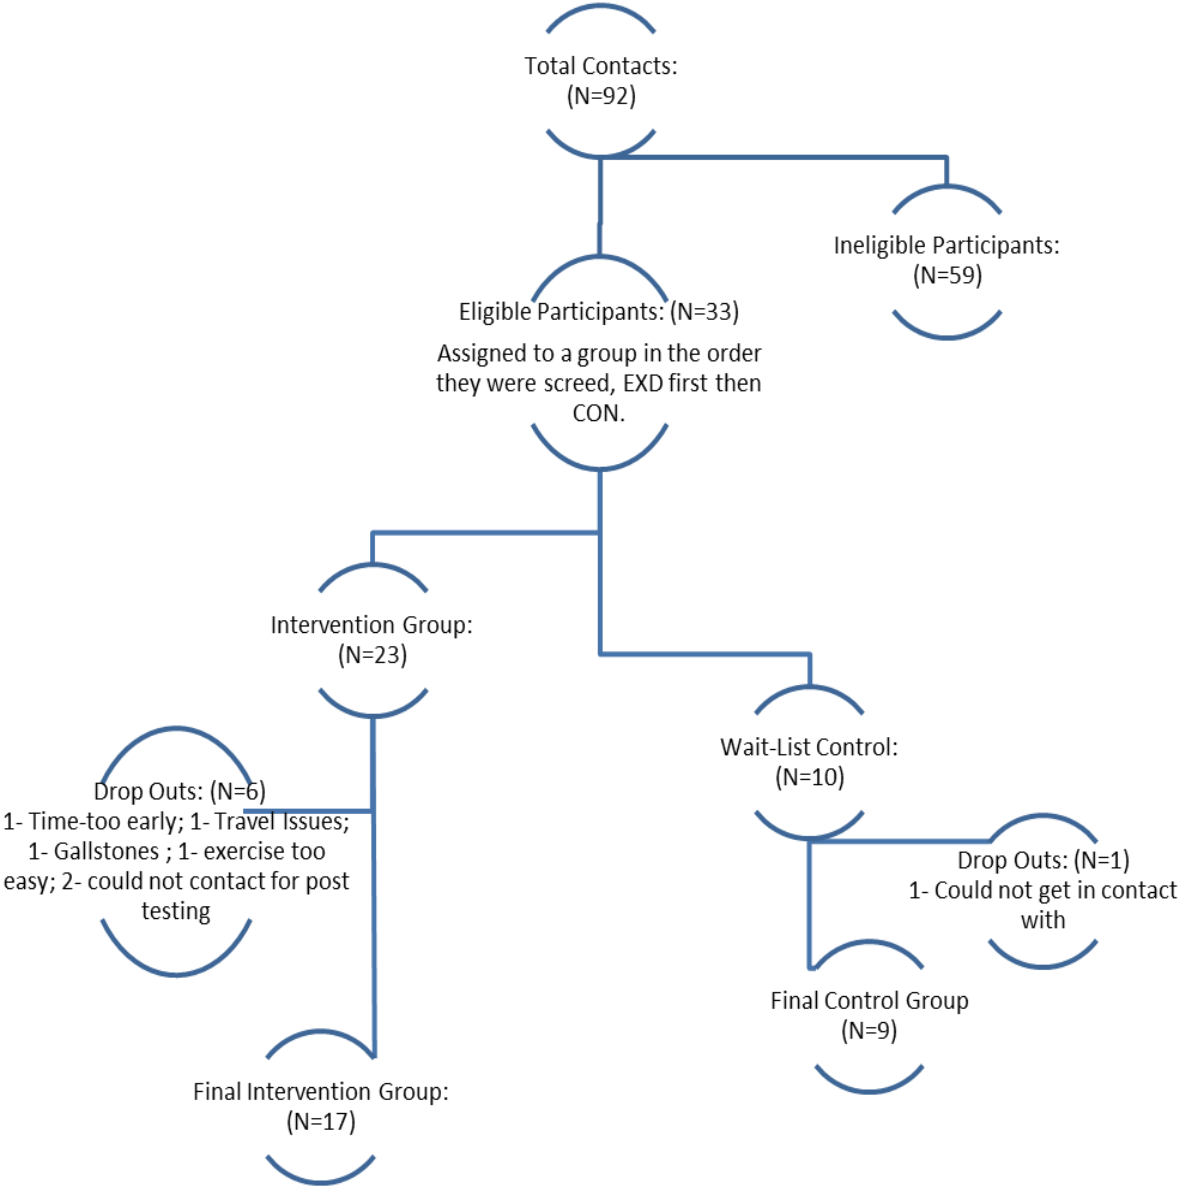 Total Contacts:
(N=92)
Ineligible Participants:
(N=59)
Eligible Participants: (N=33)
Assigned to a group in the order
they were screed, EXD first then
CON.
Intervention Group:
(N=23)
Wait-List Control:
(N=10)
Drop Outs: (N=6)
1- Time-too early; 1- Travel Issues;
1- Gallstones ; 1- exercise too
easy; 2- could not contact for post
testing
Drop Outs: (N=1)
1- Could not get in contact
with
Final Control Group
(N=9)
Final Intervention Group:
(N=17)